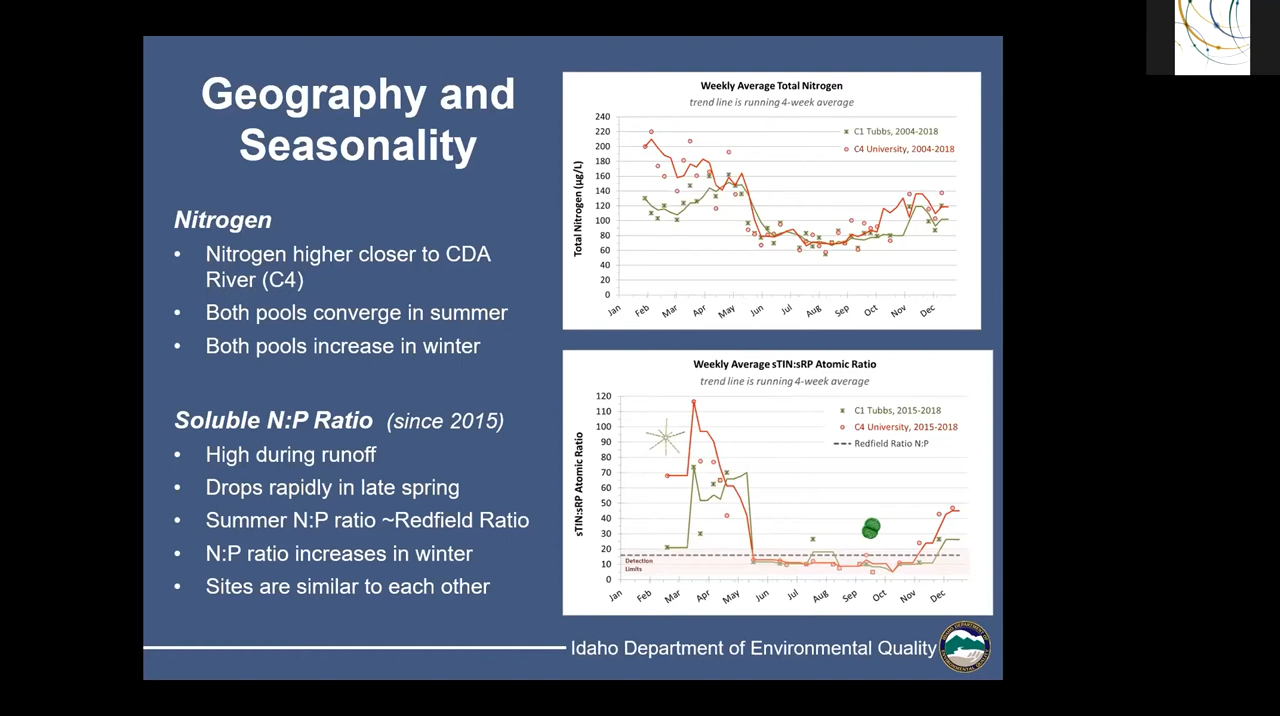 Geography and
Seasonality
Nitrogen
• Nitrogen higher closer to CDA
River (C4)
• Both pools converge in summer
• Both pools increase in winter
Soluble N:P Ratio (since 2015)
• High during runoff
• Drops rapidly in late spring
• Summer N:P ratio ~Redfield Ratio
• N:P ratio increases in winter
• Sites are similar to each other
Weekly Average Total Nitrogen
trend line is running 4-week average
Total Nitrogen (µg/L)
240
220
200
180
160
140
120
100
80
60
40
20
0
C1 Tubbs, 2004-2018
C4 University, 2004-2018
Jan Feb Mar Apr May Jun Jul Aug Sep Oct Nov Dec
Weekly Average sTIN:sRP Atomic Ratio
trend line is running 4-week average
sTIN:sRP Atomic Ratio
120
110
100
90
80
70
60
50
40
30
20
10
0
C1 Tubbs, 2015-2018
C4 University, 2015-2018
Redfield Ratio N:P
Detection
Limits
Jan Feb Mar Apr May Jun Jul Aug Sep Oct Nov Dec
Idaho Department of Environmental Quality
IDAHO DEPARTMENT OF
ENVIRONMENTAL QUALITY